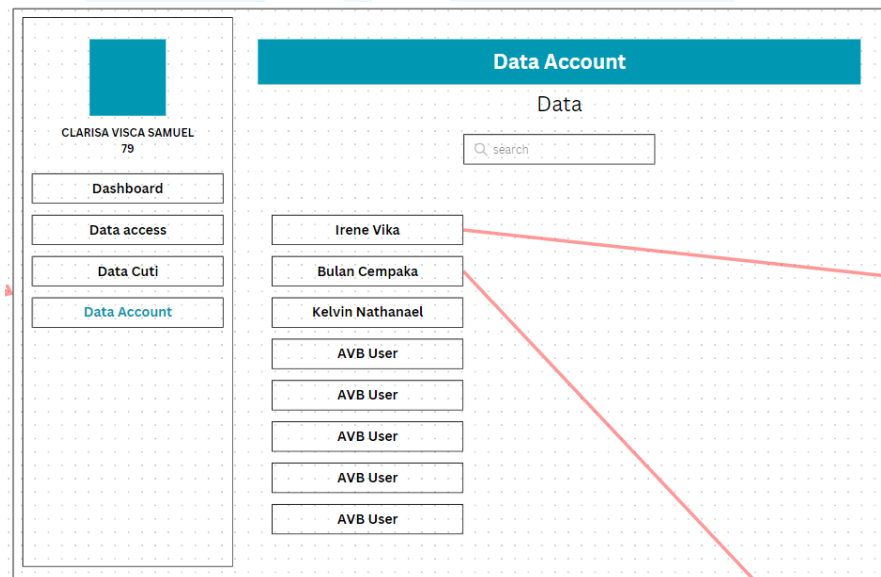 CLARISA VISCA SAMUEL
79
Dashboard
Data access
Data Cuti
Data Account
Data Account
Data
search
Irene Vika
Bulan Cempaka
Kelvin Nathanael
AVB User
AVB User
AVB User
AVB User
AVB User